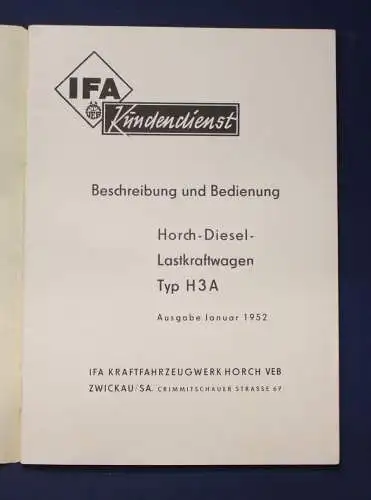 IFA
VEB
Kundendienst
Beschreibung und Bedienung
Horch-Diesel-
Lastkraftwagen
Typ H3A
Ausgabe Januar 1952
IFA KRAFTFAHRZEUGWERK HORCH VEB
ZWICKAU/SA. CRIMMITSCHAUER STRASSE 67